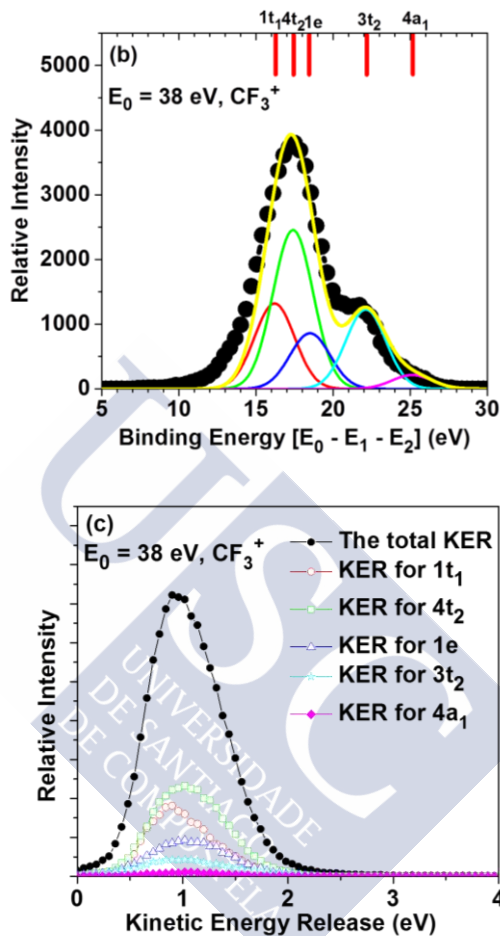 1t₁4t₂1e 3t₂ 4a₁
(b)
E₀ = 38 eV, CF₃⁺
5000
4000
3000
2000
1000
0
Relative Intensity
5 10 15 20 25 30
Binding Energy [E₀ - E₁ - E₂] (eV)
(c)
E₀ = 38 eV, CF₃⁺
The total KER
KER for 1t₁
KER for 4t₂
KER for 1e
KER for 3t₂
KER for 4a₁
Relative Intensity
0 1 2 3 4
Kinetic Energy Release (eV)
USC
UNIVERSIDADE
DE SANTIAGO
DE COMPOSTELA